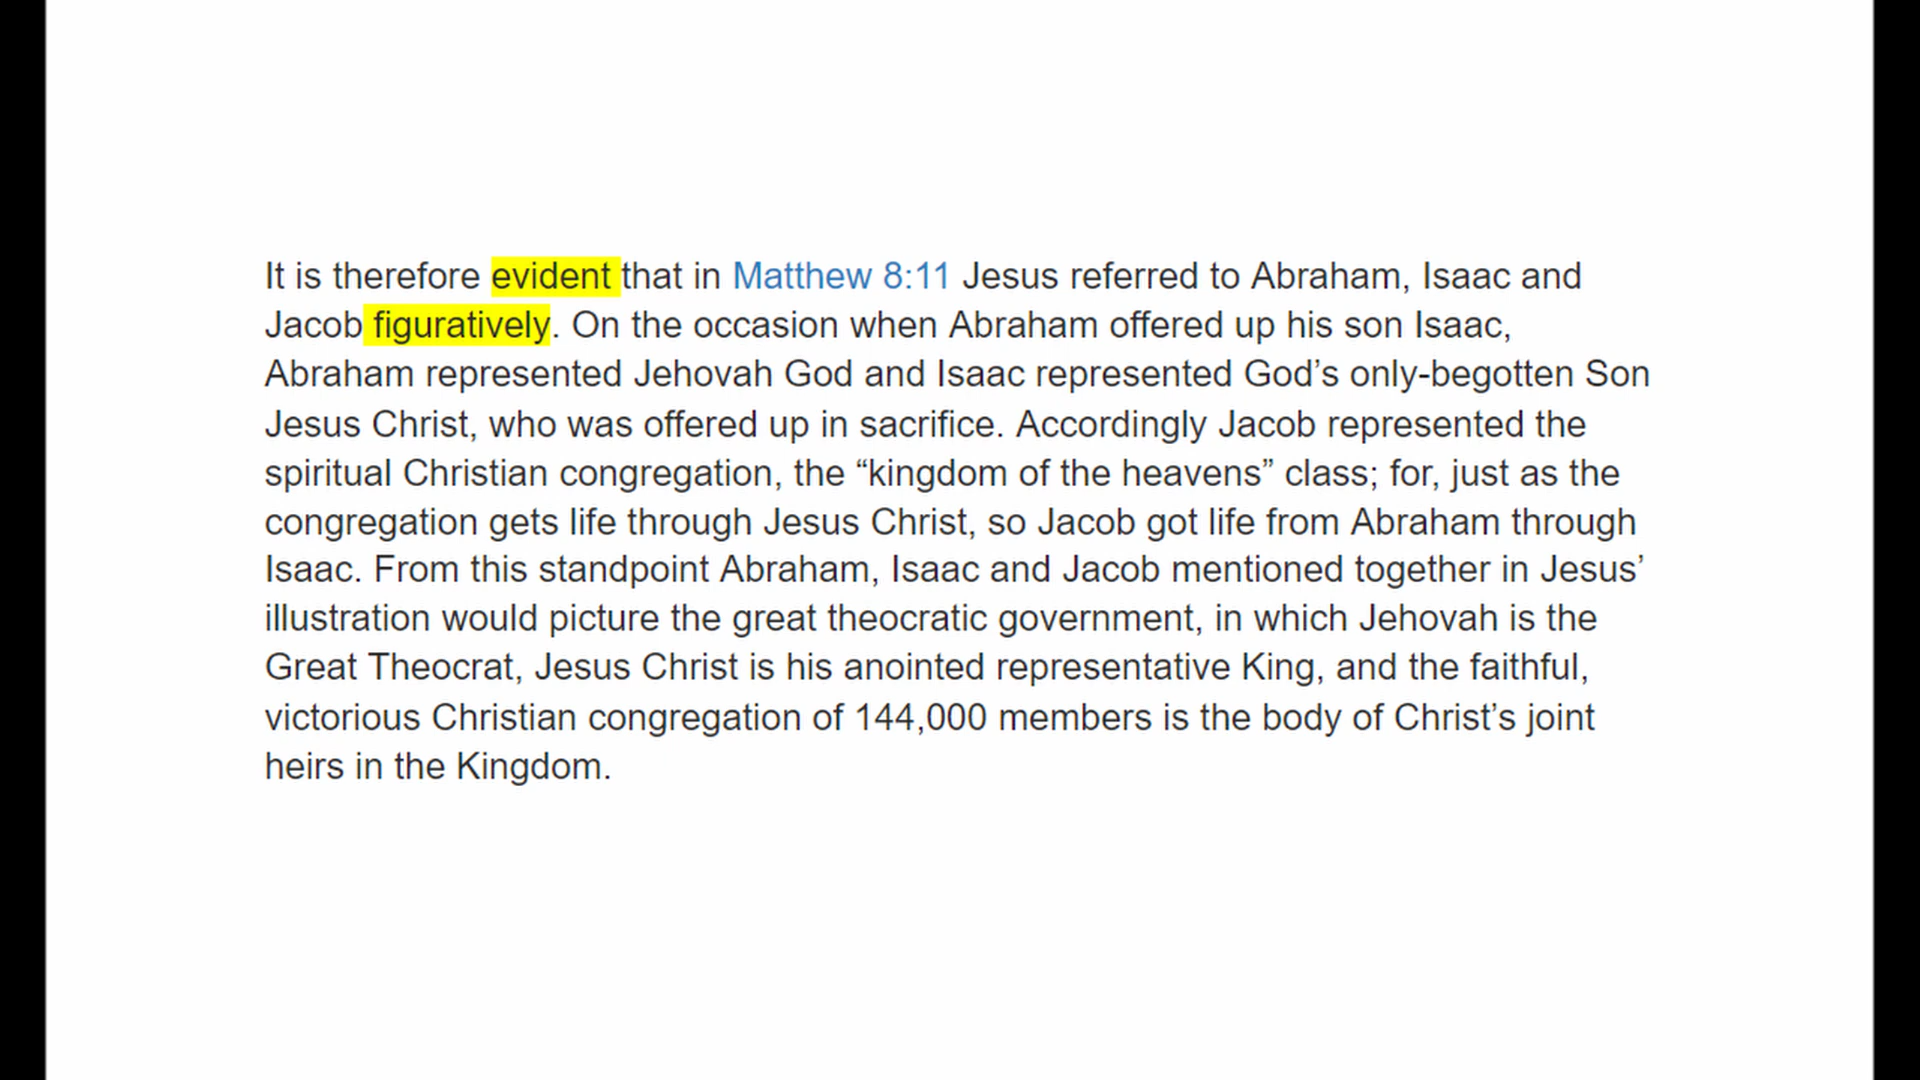 It is therefore evident that in Matthew 8:11 Jesus referred to Abraham, Isaac and
Jacob figuratively. On the occasion when Abraham offered up his son Isaac,
Abraham represented Jehovah God and Isaac represented God’s only-begotten Son
Jesus Christ, who was offered up in sacrifice. Accordingly Jacob represented the
spiritual Christian congregation, the “kingdom of the heavens” class; for, just as the
congregation gets life through Jesus Christ, so Jacob got life from Abraham through
Isaac. From this standpoint Abraham, Isaac and Jacob mentioned together in Jesus’
illustration would picture the great theocratic government, in which Jehovah is the
Great Theocrat, Jesus Christ is his anointed representative King, and the faithful,
victorious Christian congregation of 144,000 members is the body of Christ’s joint
heirs in the Kingdom.